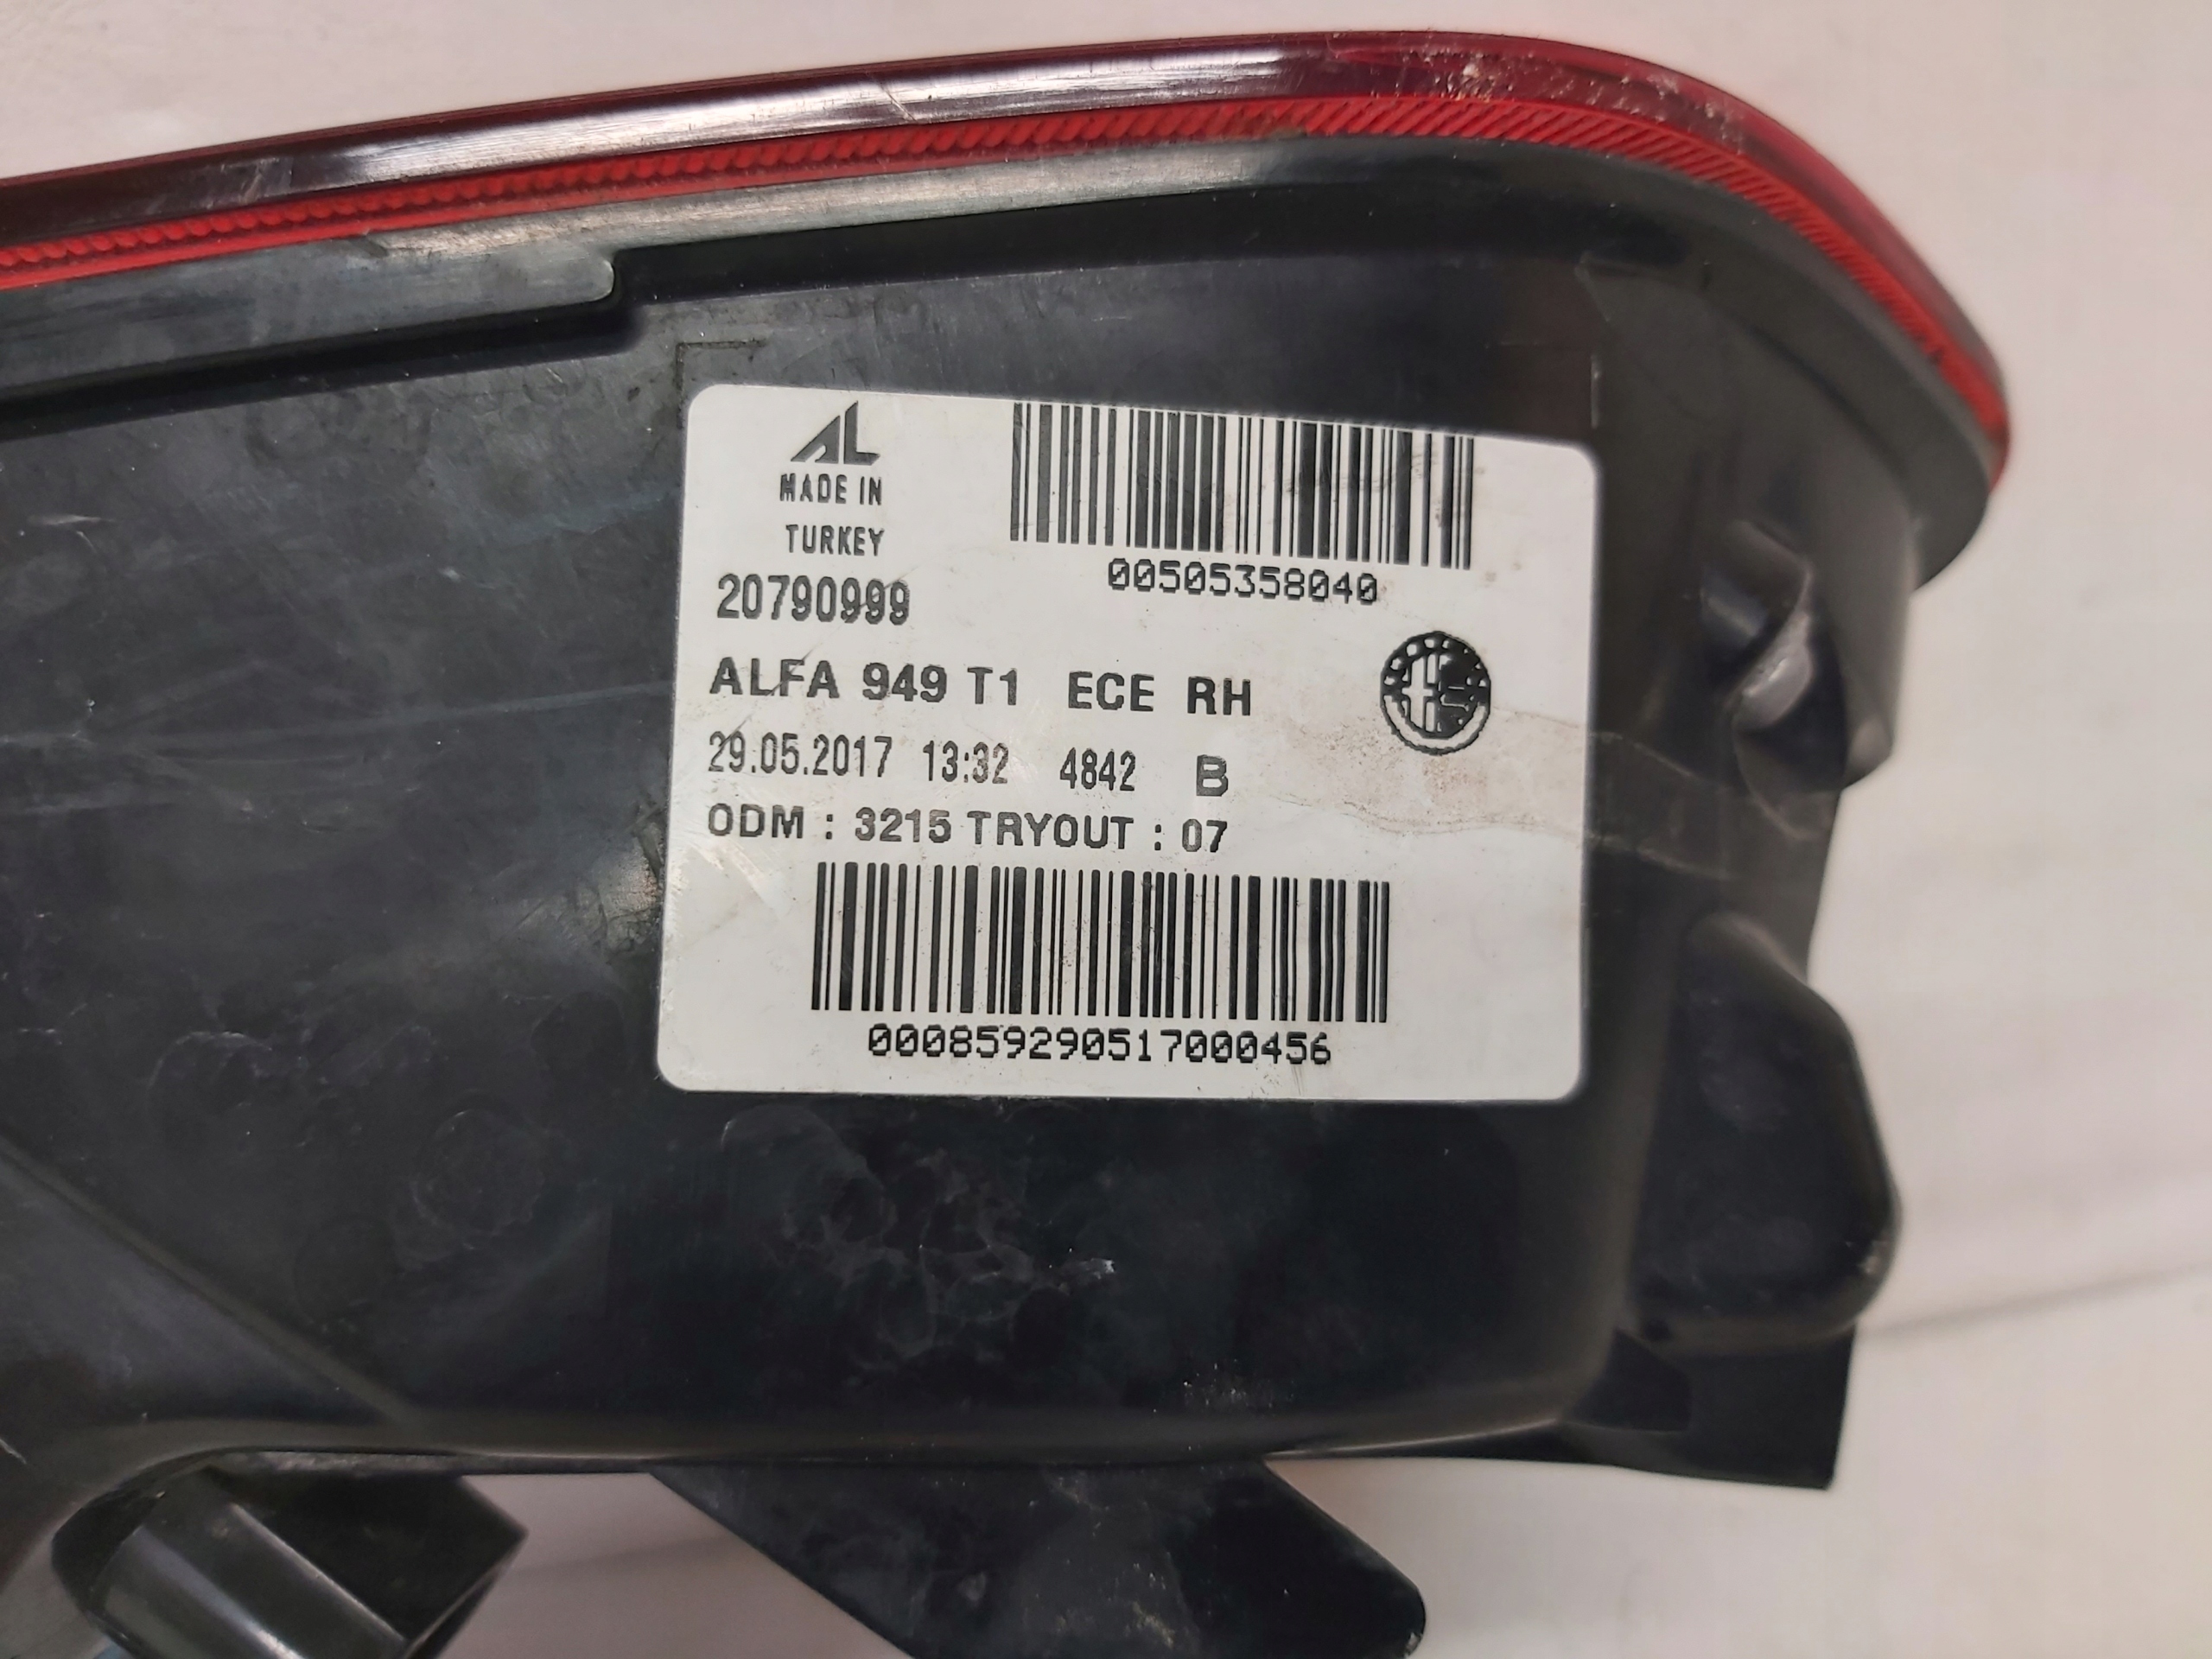 AL
MADE IN
TURKEY
00505358040
20790999
ALFA 949 T1 ECE RH
29.05.2017 13:32 4842 B
ODM : 3215 TRYOUT : 07
000859290517000456